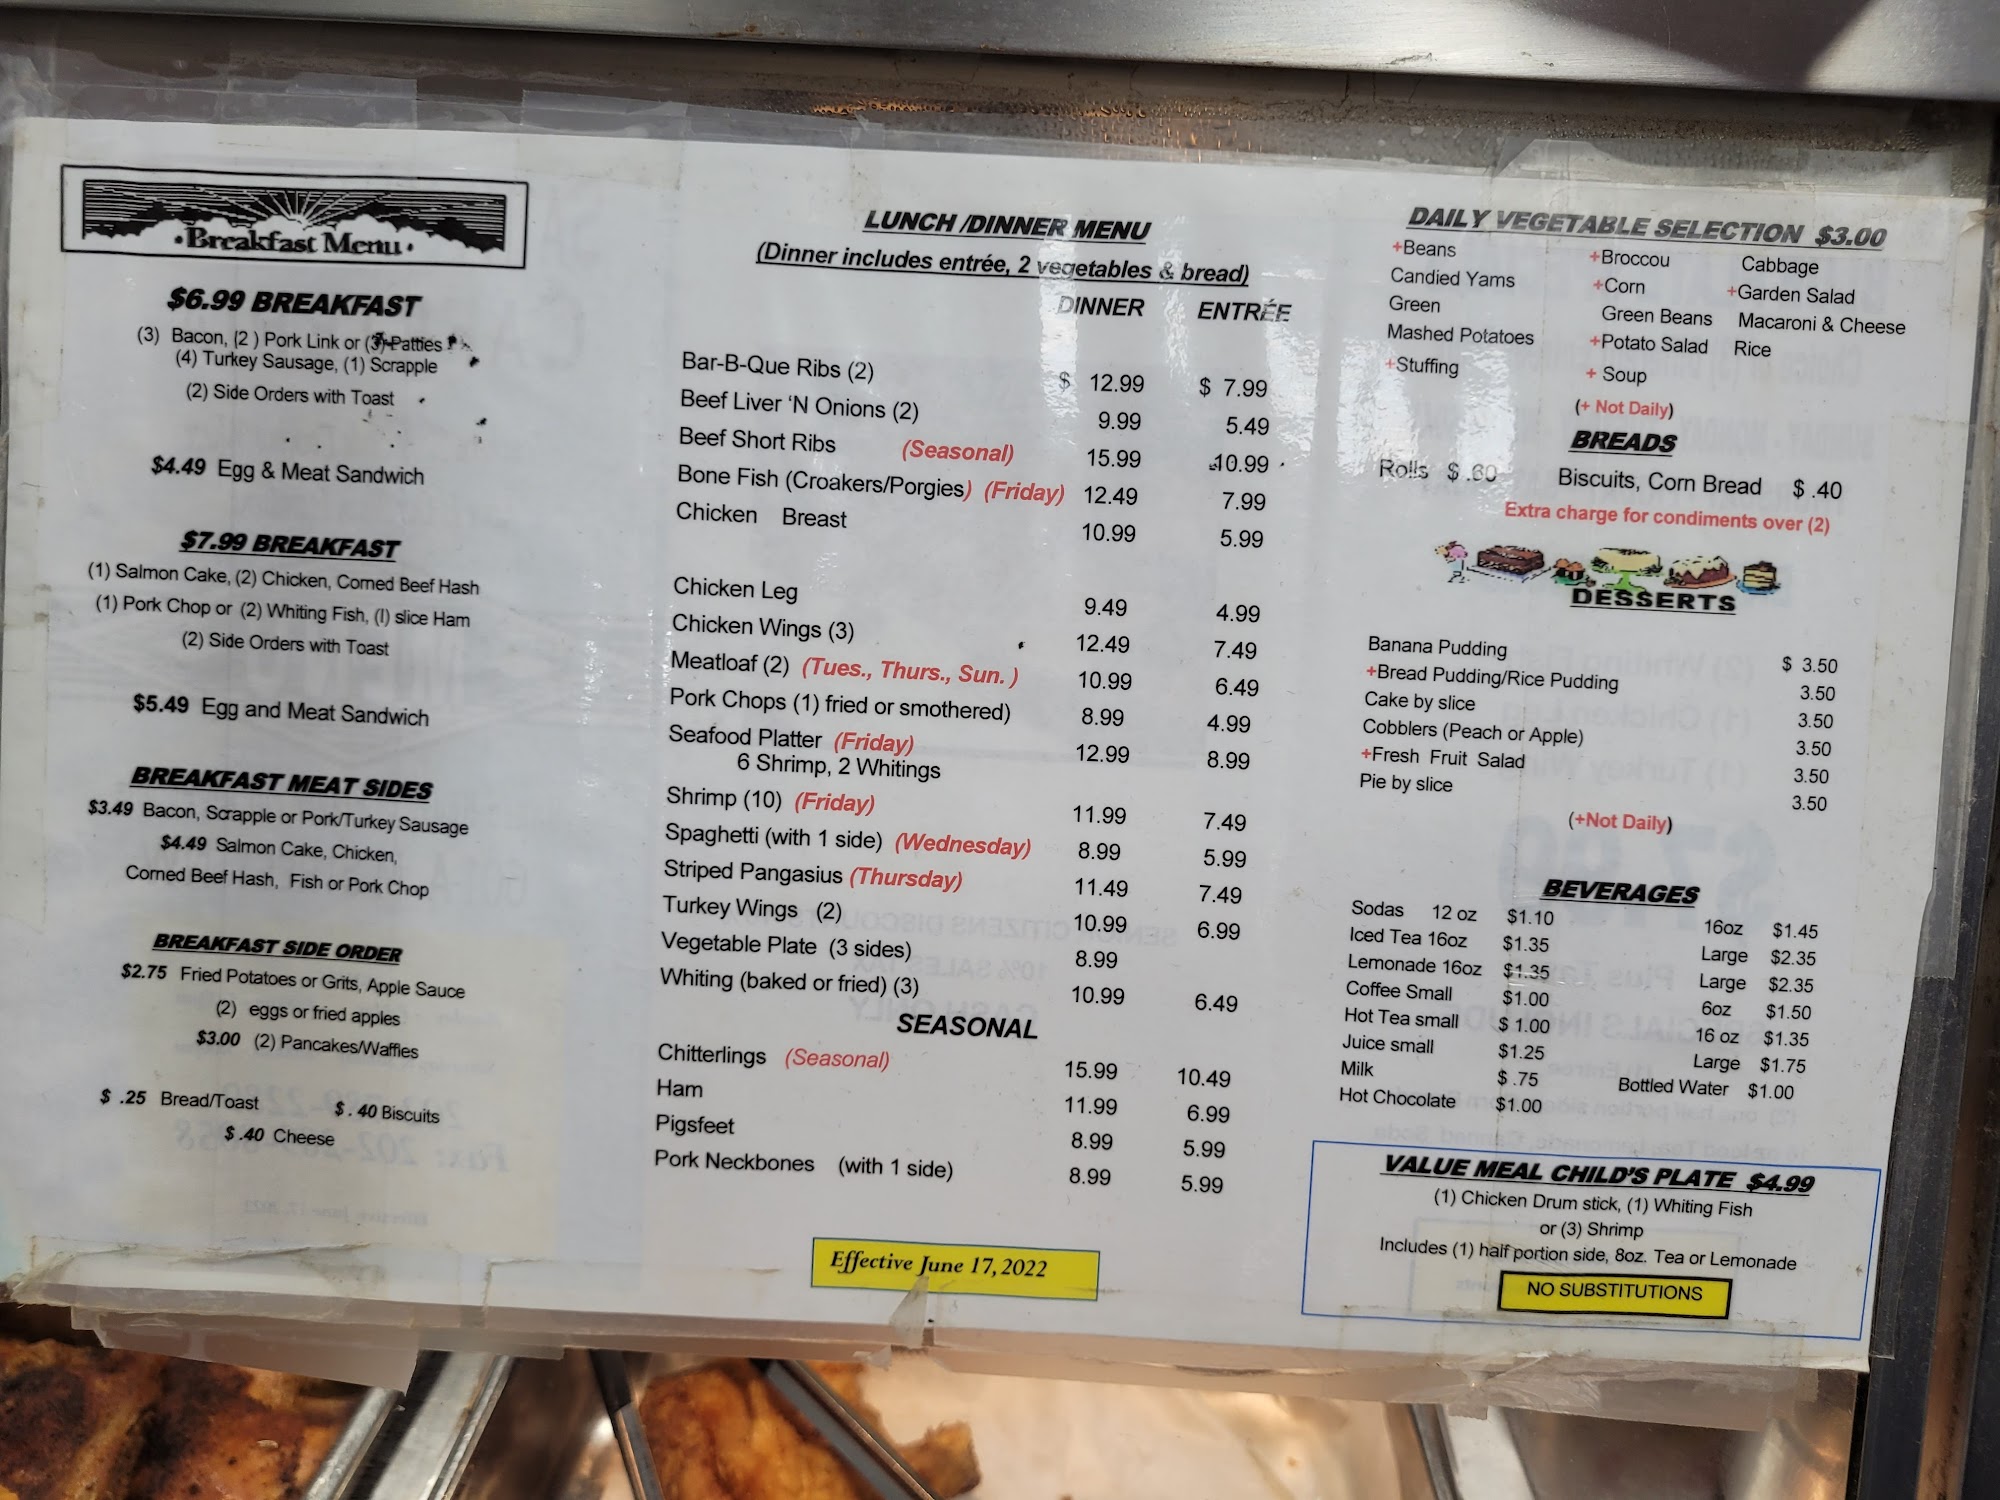 Breakfast Menu
$6.99 BREAKFAST
(3) Bacon, (2 ) Pork Link or (3) Patties
(4) Turkey Sausage, (1) Scrapple
(2) Side Orders with Toast
$4.49 Egg & Meat Sandwich
$7.99 BREAKFAST
(1) Salmon Cake, (2) Chicken, Corned Beef Hash
(1) Pork Chop or (2) Whiting Fish, (I) slice Ham
(2) Side Orders with Toast
$5.49 Egg and Meat Sandwich
BREAKFAST MEAT SIDES
$3.49 Bacon, Scrapple or Pork/Turkey Sausage
$4.49 Salmon Cake, Chicken,
Corned Beef Hash, Fish or Pork Chop
BREAKFAST SIDE ORDER
$2.75 Fried Potatoes or Grits, Apple Sauce
(2) eggs or fried apples
$3.00 (2) Pancakes/Waffles
$ .25 Bread/Toast $ . 40 Biscuits
$ .40 Cheese
LUNCH /DINNER MENU
(Dinner includes entrée, 2 vegetables & bread)
DINNER ENTRÉE
Bar-B-Que Ribs (2) $ 12.99 $ 7.99
Beef Liver ‘N Onions (2) 9.99 5.49
Beef Short Ribs (Seasonal) 15.99 10.99
Bone Fish (Croakers/Porgies) (Friday) 12.49 7.99
Chicken Breast 10.99 5.99
Chicken Leg 9.49 4.99
Chicken Wings (3) 12.49 7.49
Meatloaf (2) (Tues., Thurs., Sun. ) 10.99 6.49
Pork Chops (1) fried or smothered) 8.99 4.99
Seafood Platter (Friday) 12.99 8.99
6 Shrimp, 2 Whitings
Shrimp (10) (Friday) 11.99 7.49
Spaghetti (with 1 side) (Wednesday) 8.99 5.99
Striped Pangasius (Thursday) 11.49 7.49
Turkey Wings (2) 10.99 6.99
Vegetable Plate (3 sides) 8.99
Whiting (baked or fried) (3) 10.99 6.49
SEASONAL
Chitterlings (Seasonal) 15.99 10.49
Ham 11.99 6.99
Pigsfeet 8.99 5.99
Pork Neckbones (with 1 side) 8.99 5.99
Effective June 17, 2022
DAILY VEGETABLE SELECTION $3.00
+Beans +Broccou Cabbage
Candied Yams +Corn +Garden Salad
Green Green Beans Macaroni & Cheese
Mashed Potatoes +Potato Salad Rice
+Stuffing + Soup
(+ Not Daily)
BREADS
Rolls $ .60 Biscuits, Corn Bread $ .40
Extra charge for condiments over (2)
DESSERTS
Banana Pudding $ 3.50
+Bread Pudding/Rice Pudding 3.50
Cake by slice 3.50
Cobblers (Peach or Apple) 3.50
+Fresh Fruit Salad 3.50
Pie by slice 3.50
(+Not Daily)
BEVERAGES
Sodas 12 oz $1.10 16oz $1.45
Iced Tea 16oz $1.35 Large $2.35
Lemonade 16oz $1.35 Large $2.35
Coffee Small $1.00 6oz $1.50
Hot Tea small $ 1.00 16 oz $1.35
Juice small $1.25 Large $1.75
Milk $ .75 Bottled Water $1.00
Hot Chocolate $1.00
VALUE MEAL CHILD'S PLATE $4.99
(1) Chicken Drum stick, (1) Whiting Fish
or (3) Shrimp
Includes (1) half portion side, 8oz. Tea or Lemonade
NO SUBSTITUTIONS